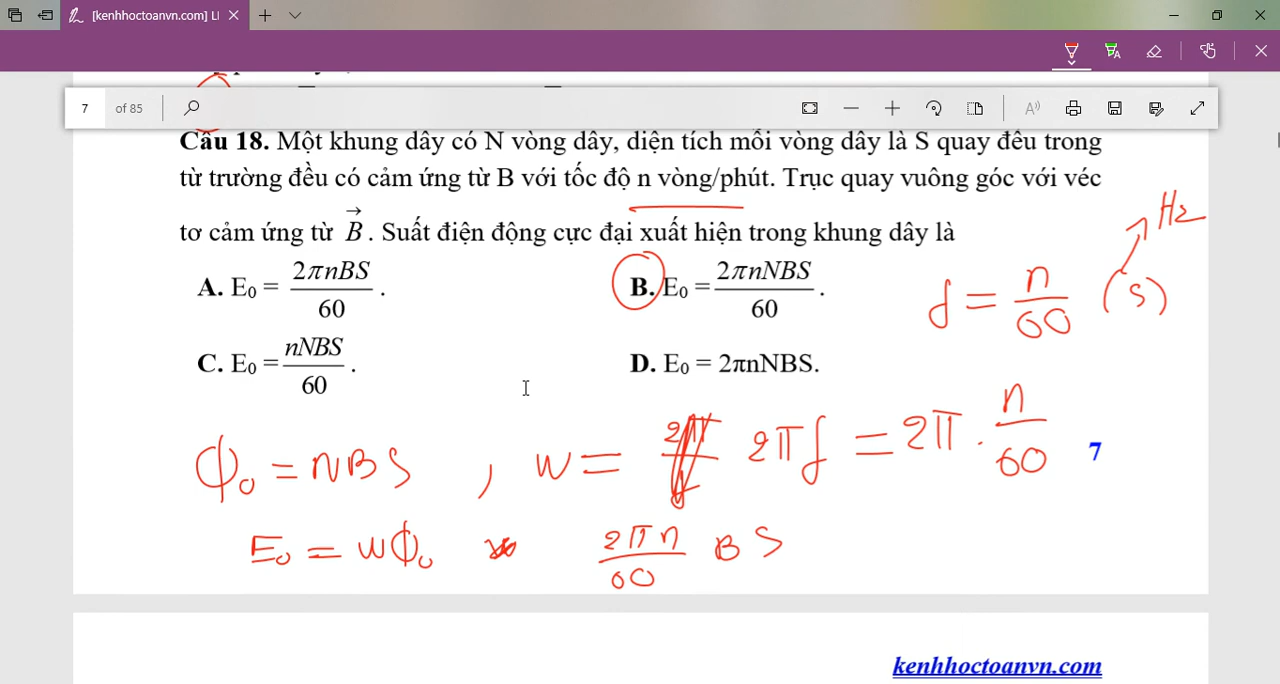 [kenhhoctoanvn.com] LI
7 of 85
Câu 18. Một khung dây có N vòng dây, diện tích mỗi vòng dây là S quay đều trong
từ trường đều có cảm ứng từ B với tốc độ n vòng/phút. Trục quay vuông góc với véc
tơ cảm ứng từ \vec{B}. Suất điện động cực đại xuất hiện trong khung dây là
Hz
A. E₀ = 2πnBS/60.
B. E₀ = 2πnNBS/60.
f = n/60 (S)
C. E₀ = nNBS/60.
D. E₀ = 2πnNBS.
Φ₀ = NBS, w = 2πf = 2π . n/60
7
E₀ = wΦ₀ 2πn/60 BS
kenhhoctoanvn.com